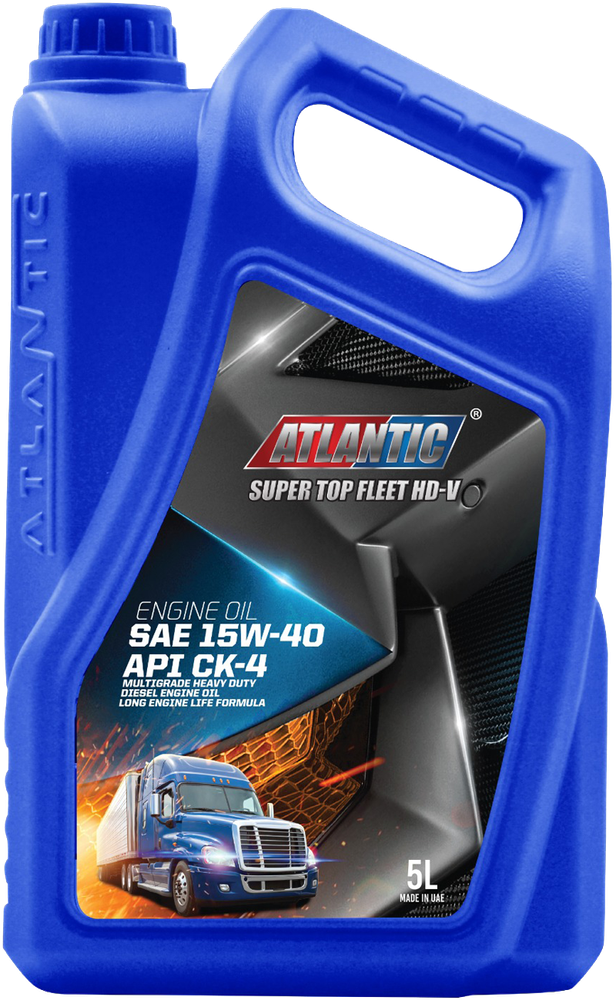 ATLANTIC
ATLANTIC ®
SUPER TOP FLEET HD-V
ENGINE OIL
SAE 15W-40
API CK-4
MULTIGRADE HEAVY DUTY
DIESEL ENGINE OIL
LONG ENGINE LIFE FORMULA
5L
MADE IN UAE